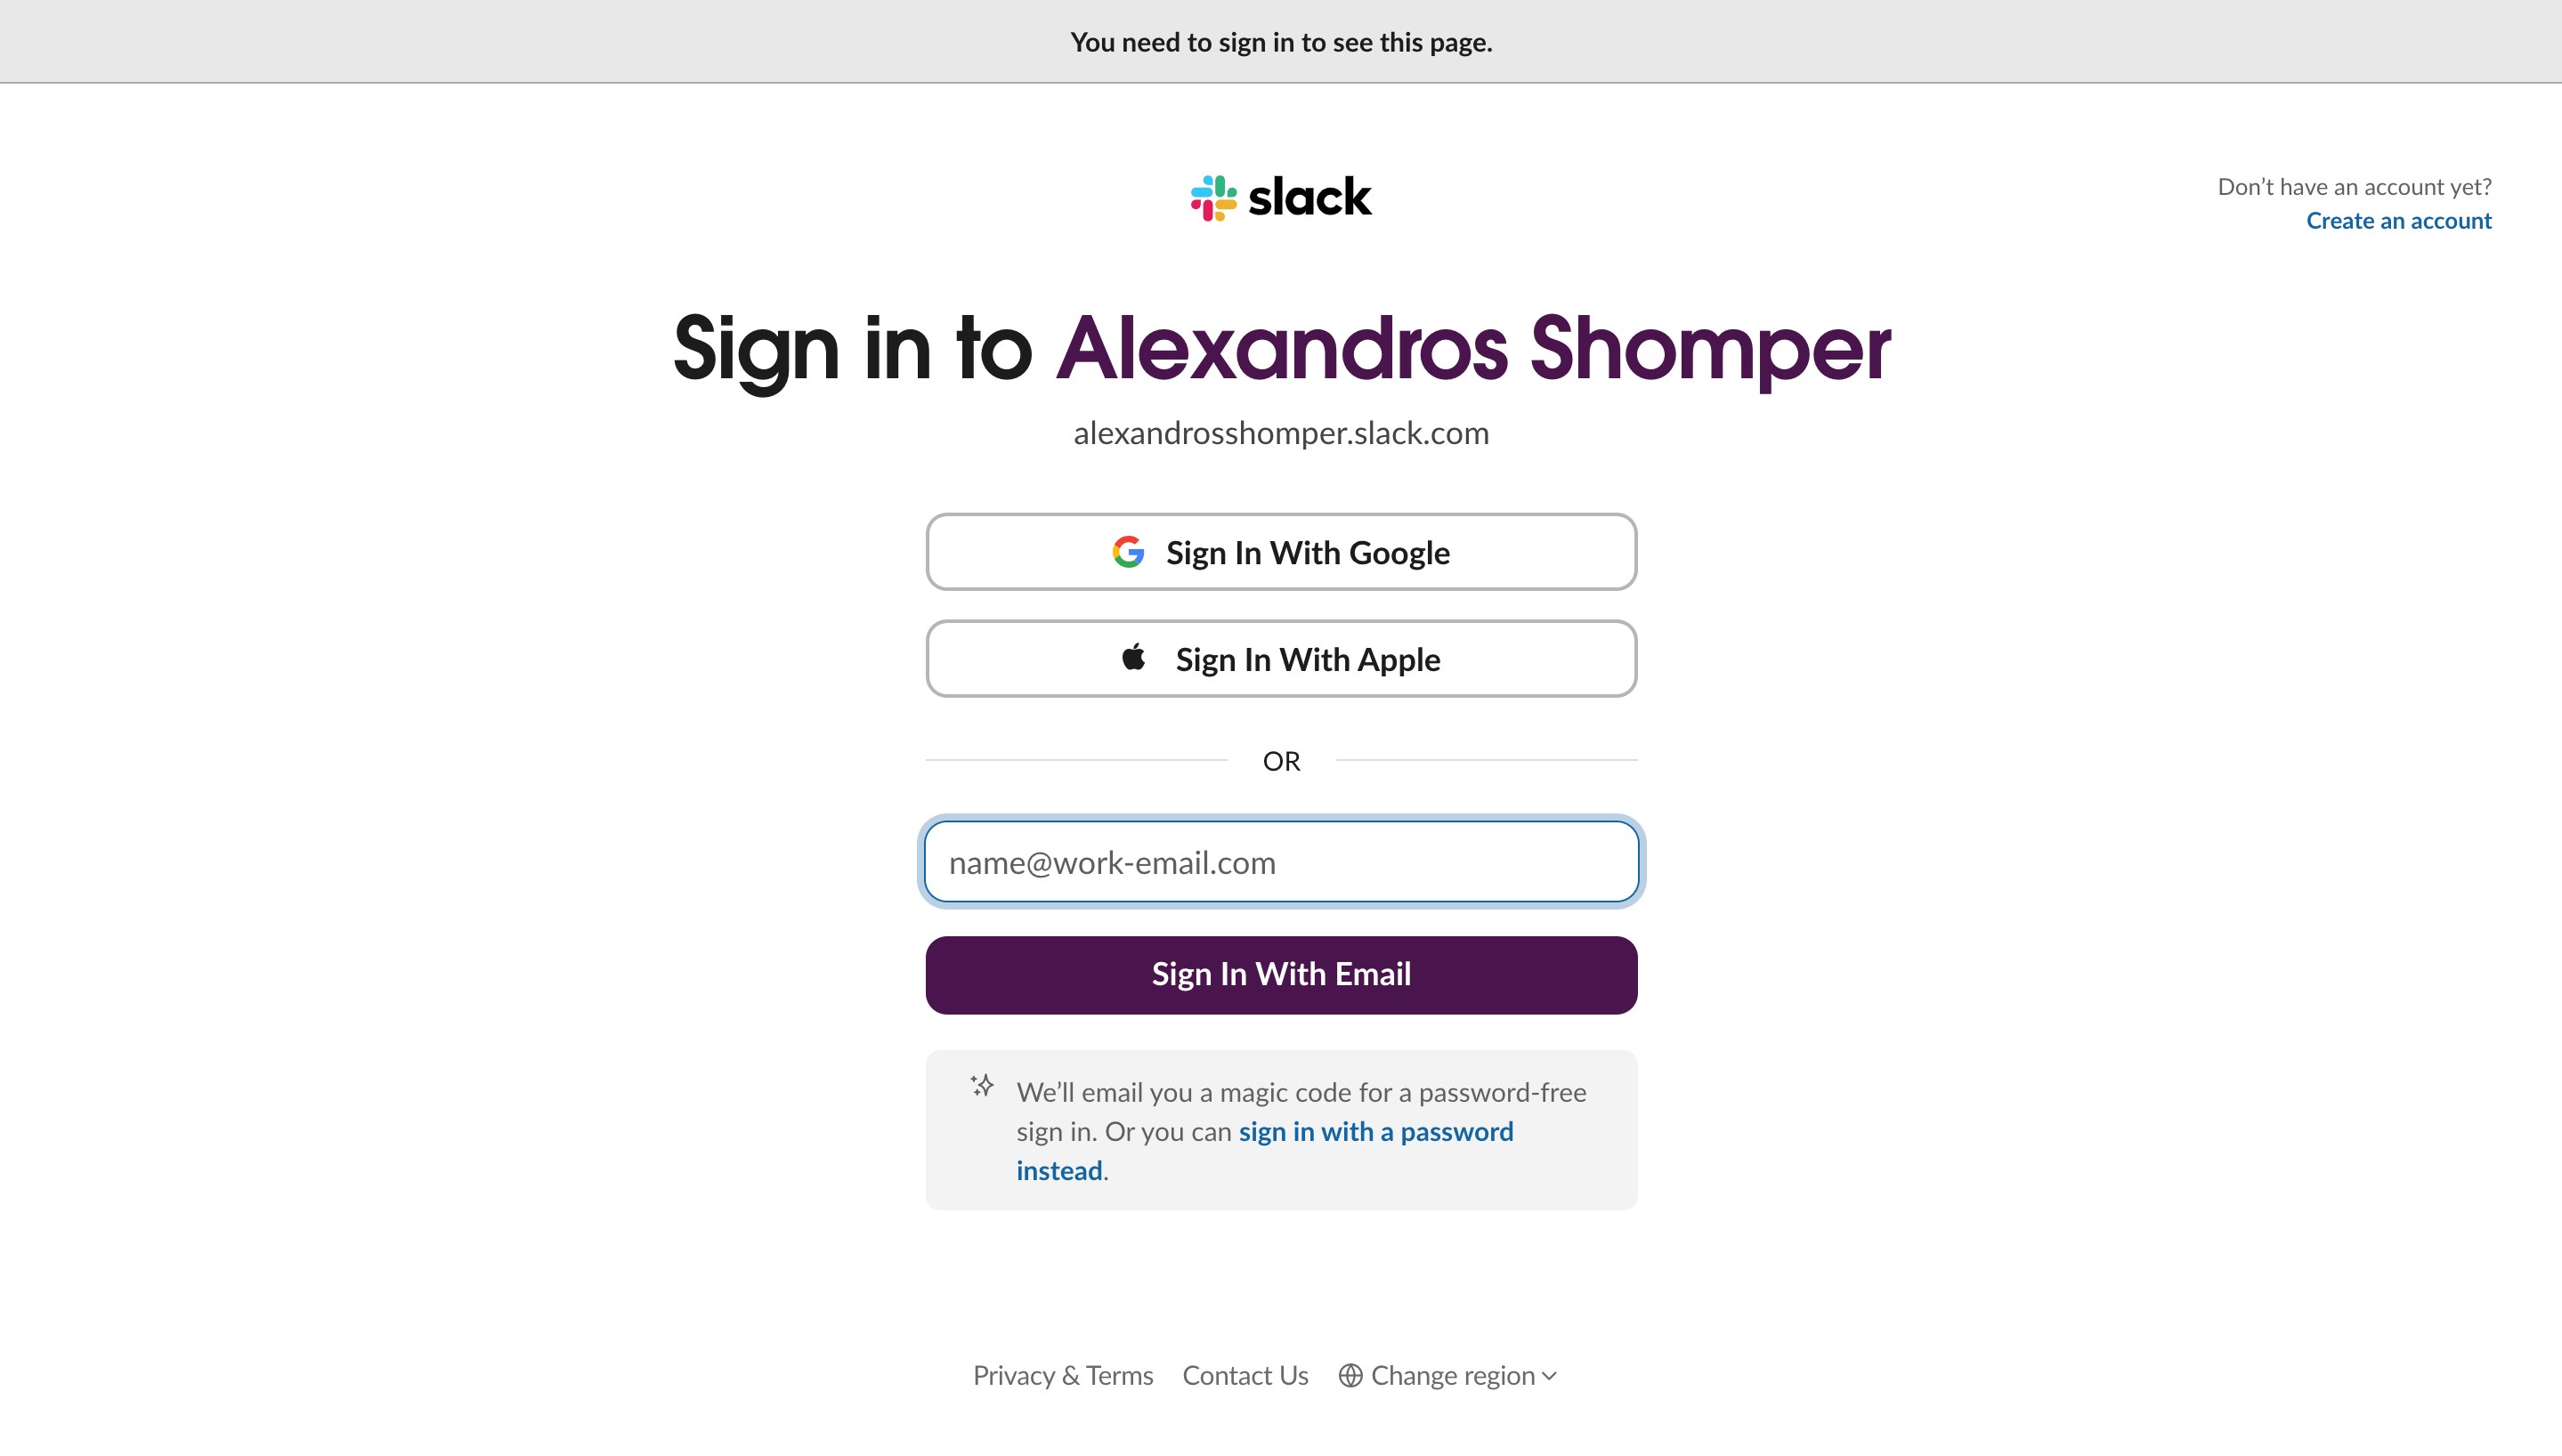 You need to sign in to see this page.
slack
Don’t have an account yet?
Create an account
Sign in to Alexandros Shomper
alexandrosshomper.slack.com
Sign In With Google
Sign In With Apple
OR
name@work-email.com
Sign In With Email
We’ll email you a magic code for a password-free
sign in. Or you can sign in with a password
instead.
Privacy & Terms Contact Us Change region